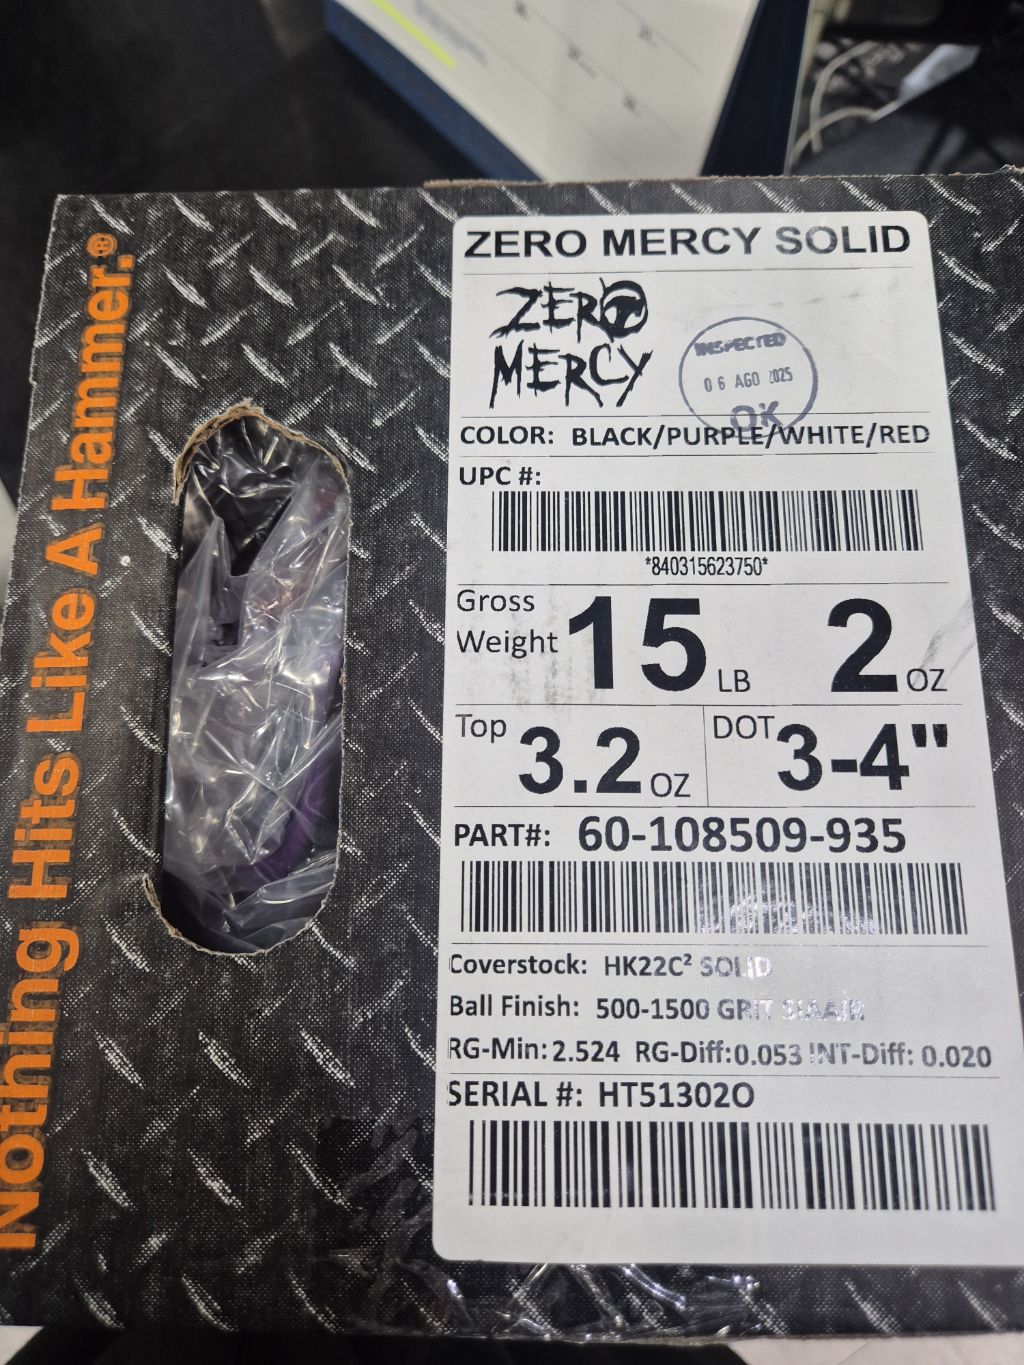 Nothing Hits Like A Hammer.®
ZERO MERCY SOLID
ZERO
MERCY
INSPECTED
06 AGO 2025
OK
COLOR: BLACK/PURPLE/WHITE/RED
UPC #:
*840315623750*
Gross
Weight 15 LB 2 OZ
Top 3.2 OZ DOT 3-4"
PART#: 60-108509-935
Coverstock: HK22C² SOLID
Ball Finish: 500-1500 GRIT SIAAIR
RG-Min: 2.524 RG-Diff: 0.053 INT-Diff: 0.020
SERIAL #: HT51302O